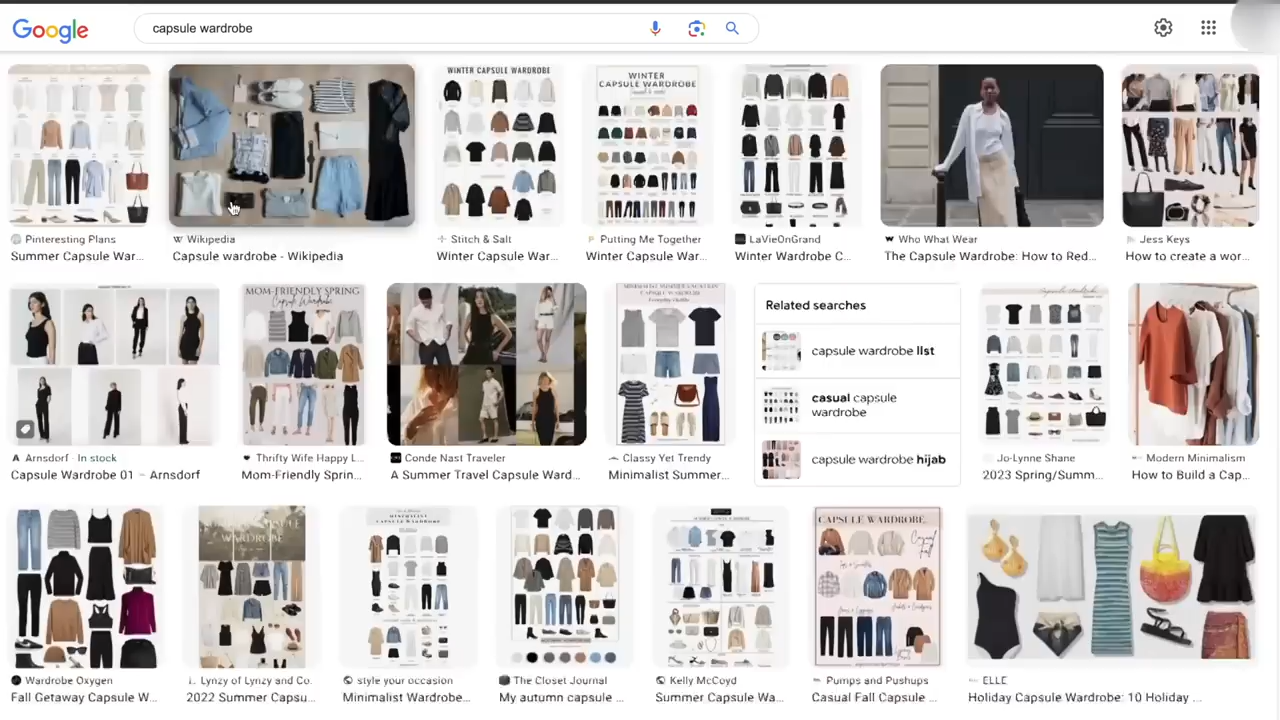 Google
capsule wardrobe
WINTER CAPSULE WARDROBE
WINTER
CAPSULE WARDROBE
Pinteresting Plans
Summer Capsule War...
Wikipedia
Capsule wardrobe - Wikipedia
Stitch & Salt
Winter Capsule War...
Putting Me Together
Winter Capsule War...
LaVieOnGrand
Winter Wardrobe C...
Who What Wear
The Capsule Wardrobe: How to Red...
Jess Keys
How to create a wor...
MOM-FRIENDLY SPRING
Capsule Wardrobe
Related searches
capsule wardrobe list
casual capsule
wardrobe
capsule wardrobe hijab
Arnsdorf - In stock
Capsule Wardrobe 01 – Arnsdorf
Thrifty Wife Happy L...
Mom-Friendly Sprin...
Conde Nast Traveler
A Summer Travel Capsule Ward...
Classy Yet Trendy
Minimalist Summer...
Jo-Lynne Shane
2023 Spring/Summ...
Modern Minimalism
How to Build a Cap...
WARDROBE
MINIMALIST
CAPSULE WARDROBE
CAPSULE WARDROBE
Casual
Fall
Wardrobe Oxygen
Fall Getaway Capsule W...
Lynzy of Lynzy and Co.
2022 Summer Capsu...
style your occasion
Minimalist Wardrobe...
The Closet Journal
My autumn capsule ...
Kelly McCoyd
Summer Capsule Wa...
Pumps and Pushups
Casual Fall Capsule ...
ELLE
Holiday Capsule Wardrobe: 10 Holiday ...